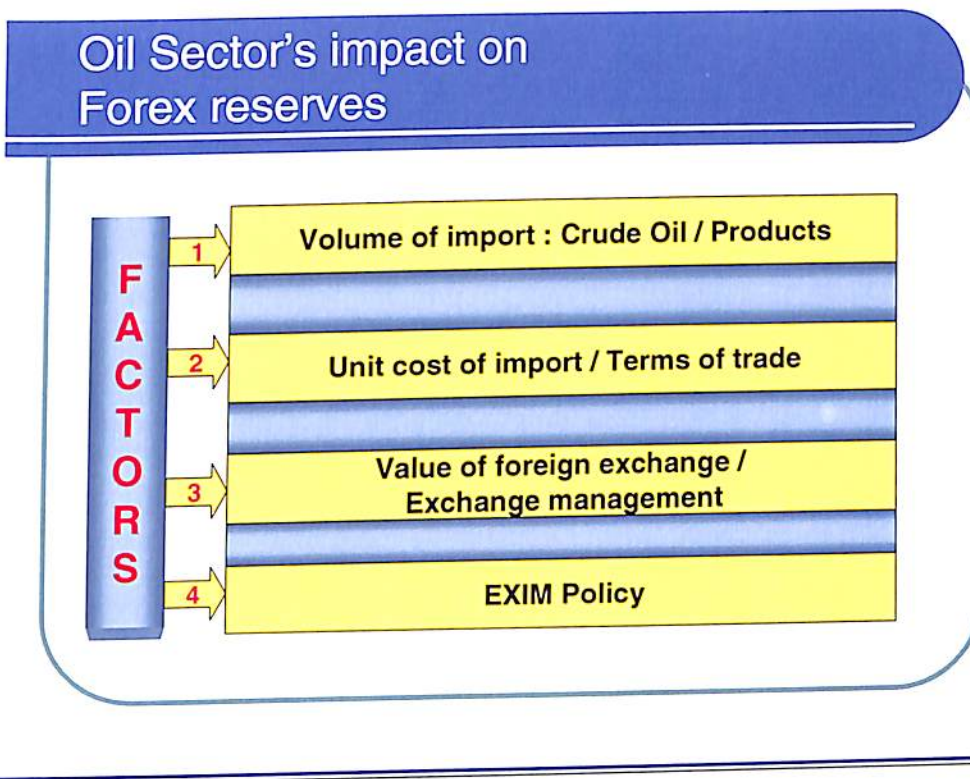 Oil Sector's impact on
Forex reserves
FACTORS
1
Volume of import : Crude Oil / Products
2
Unit cost of import / Terms of trade
3
Value of foreign exchange /
Exchange management
4
EXIM Policy